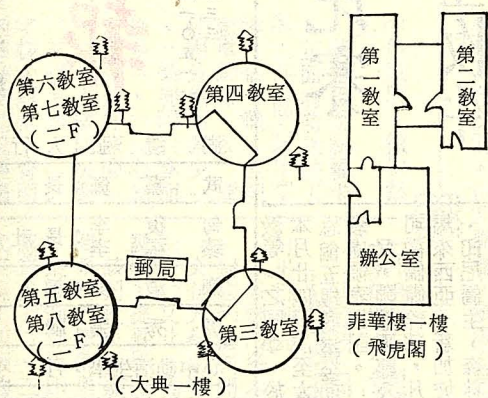 第六教室
第七教室
(二F)
第四教室
第一教室
第二教室
郵局
第五教室
第八教室
(二F)
第三教室
辦公室
(大典一樓)
菲華樓一樓
(飛虎閣)